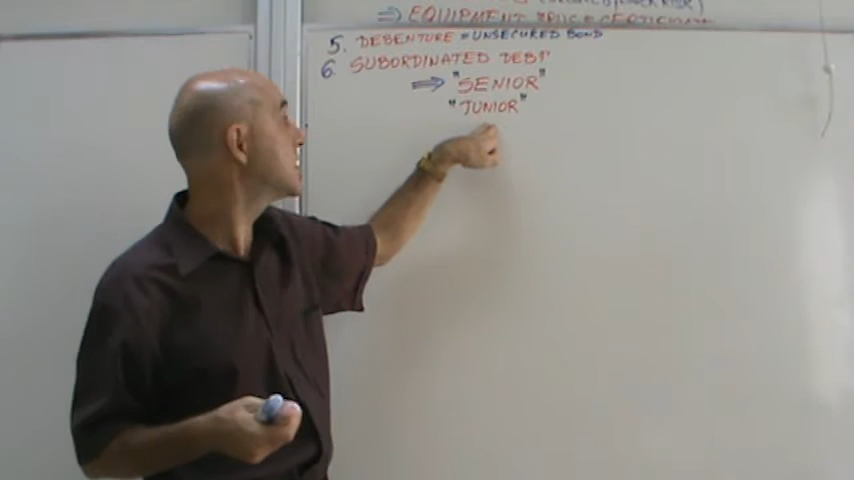 ⇒ EQUIPMENT
5. DEBENTURE = UNSECURED BOND
6. SUBORDINATED DEBT
⇒ "SENIOR"
"JUNIOR"